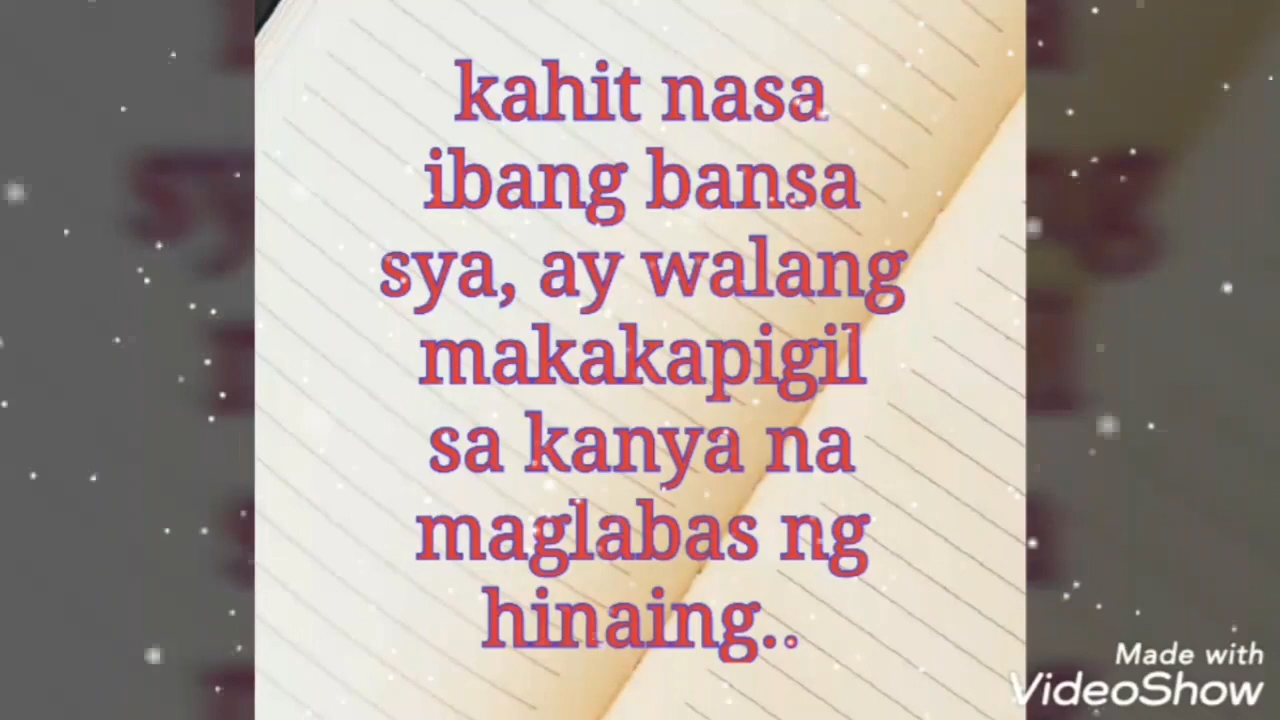 kahit nasa
ibang bansa
sya, ay walang
makakapigil
sa kanya na
maglabas ng
hinaing..
Made with
VideoShow